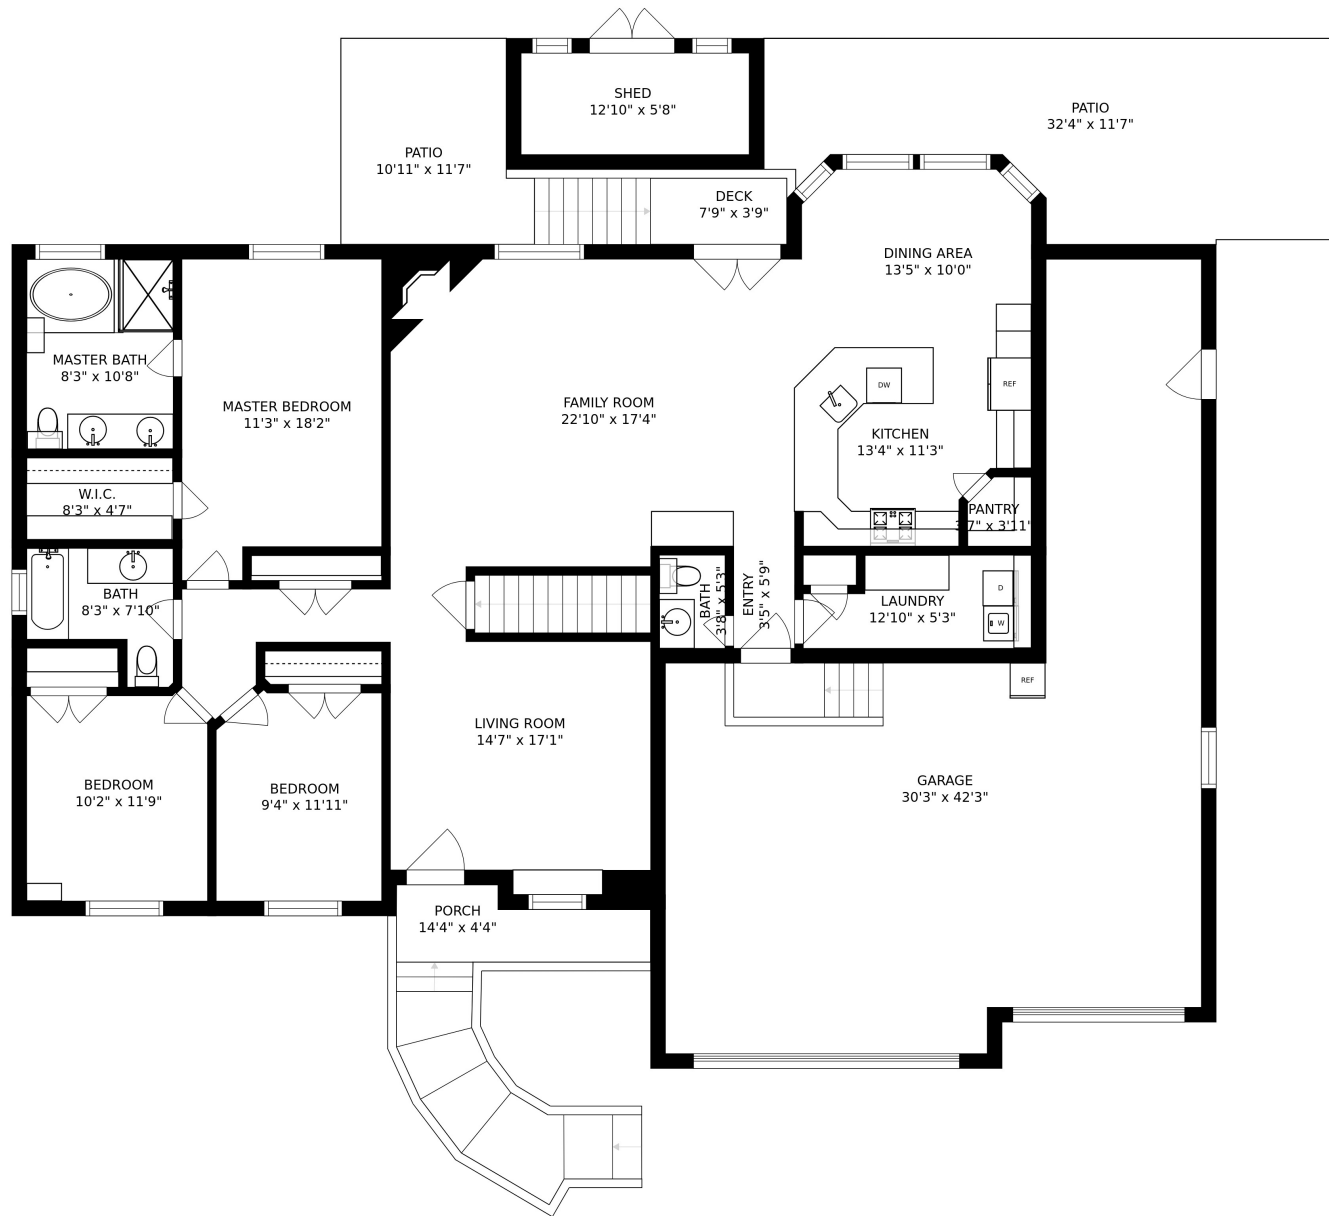 SHED
12'10" x 5'8"
PATIO
32'4" x 11'7"
PATIO
10'11" x 11'7"
DECK
7'9" x 3'9"
DINING AREA
13'5" x 10'0"
MASTER BATH
8'3" x 10'8"
MASTER BEDROOM
11'3" x 18'2"
FAMILY ROOM
22'10" x 17'4"
DW
REF
KITCHEN
13'4" x 11'3"
W.I.C.
8'3" x 4'7"
PANTRY
3'7" x 3'11"
BATH
8'3" x 7'10"
BATH
3'8" x 5'3"
ENTRY
3'5" x 5'9"
LAUNDRY
12'10" x 5'3"
D
W
REF
LIVING ROOM
14'7" x 17'1"
BEDROOM
10'2" x 11'9"
BEDROOM
9'4" x 11'11"
GARAGE
30'3" x 42'3"
PORCH
14'4" x 4'4"